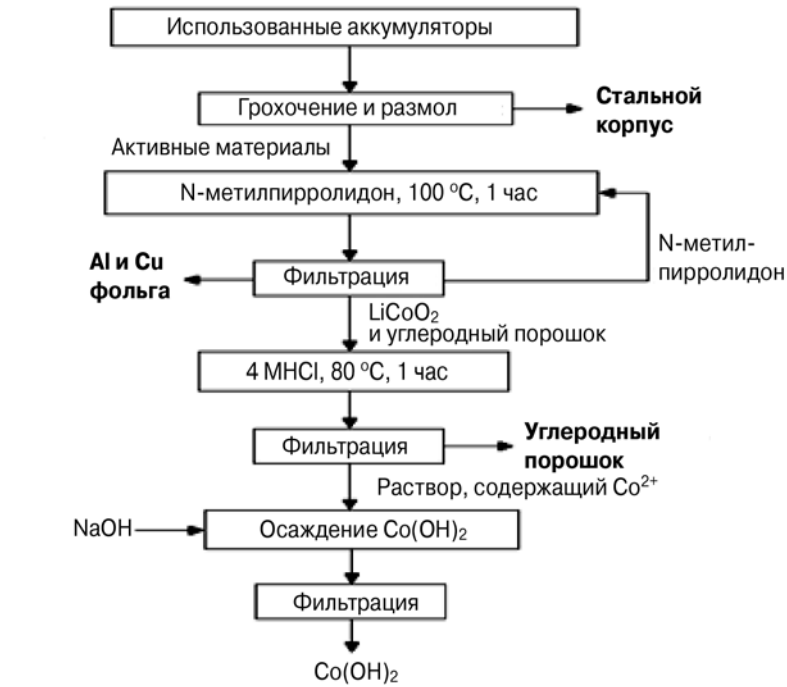 Использованные аккумуляторы
Грохочение и размол
Стальной
корпус
Активные материалы
N-метилпирролидон, 100 °С, 1 час
N-метил-
пирролидон
Al и Cu
фольга
Фильтрация
LiCoO₂
и углеродный порошок
4 MHCl, 80 °С, 1 час
Фильтрация
Углеродный
порошок
Раствор, содержащий Co²⁺
NaOH
Осаждение Co(OH)₂
Фильтрация
Co(OH)₂